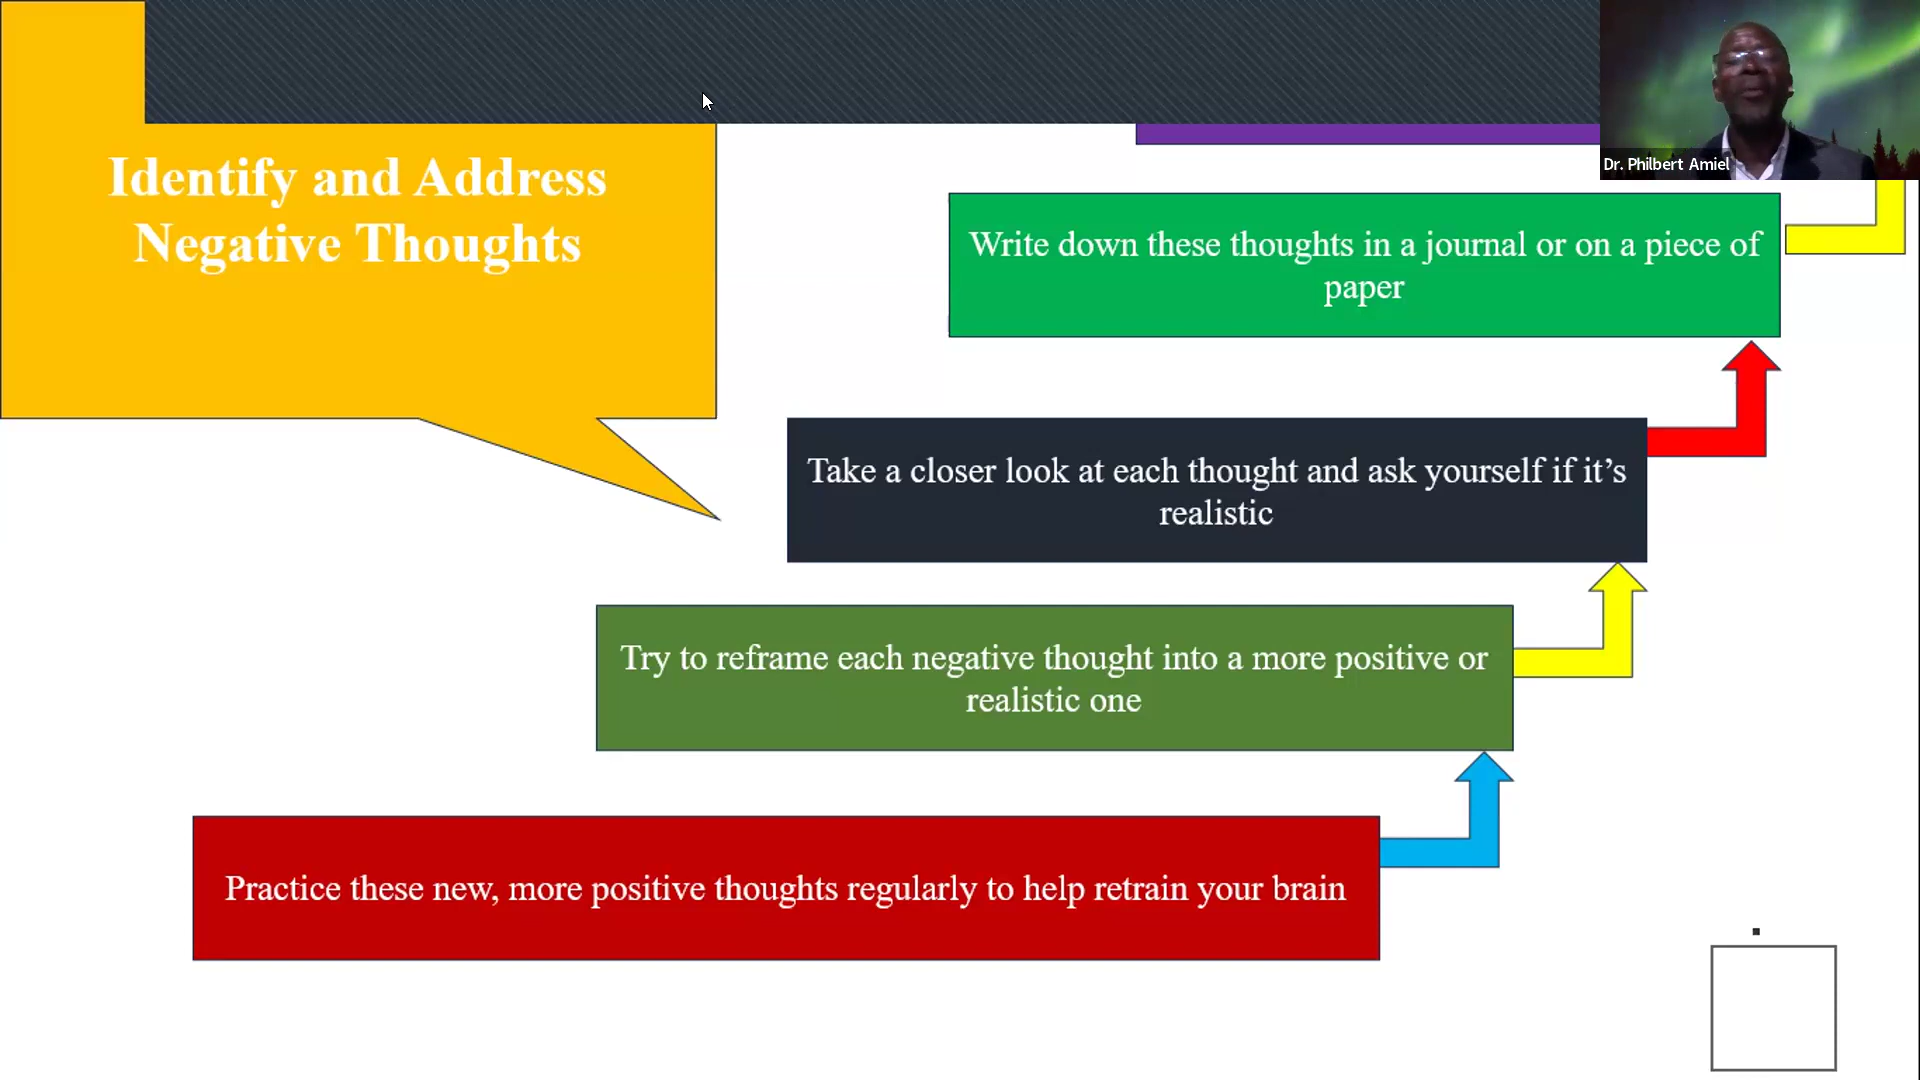 Identify and Address
Negative Thoughts
Dr. Philbert Amiel
Write down these thoughts in a journal or on a piece of
paper
Take a closer look at each thought and ask yourself if it’s
realistic
Try to reframe each negative thought into a more positive or
realistic one
Practice these new, more positive thoughts regularly to help retrain your brain